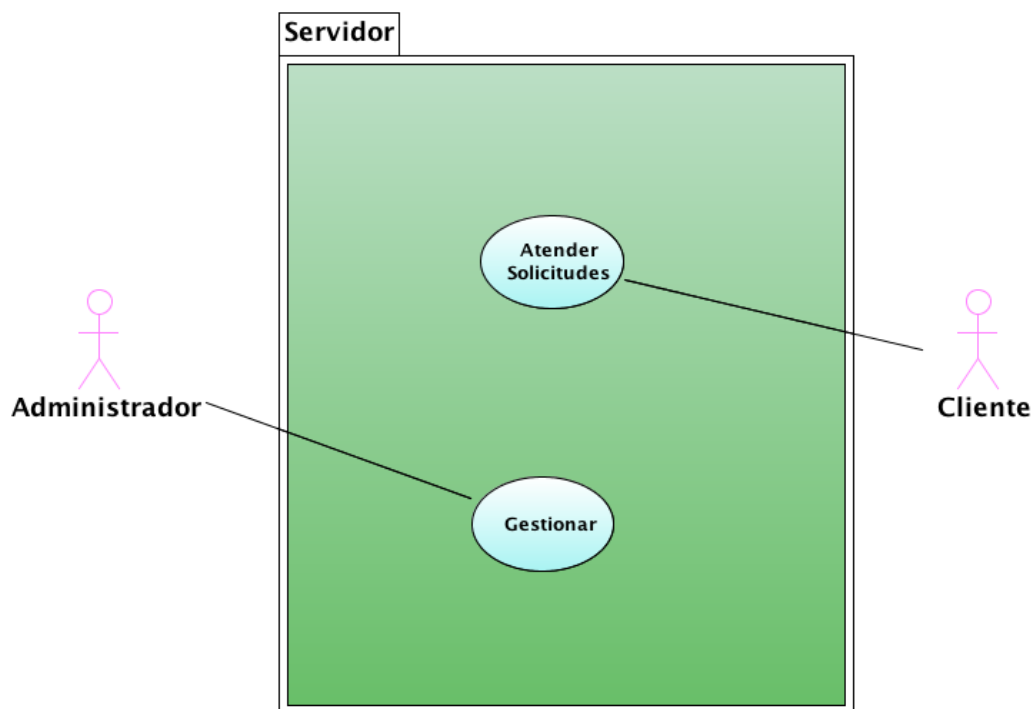 Servidor
Atender
Solicitudes
Administrador
Cliente
Gestionar